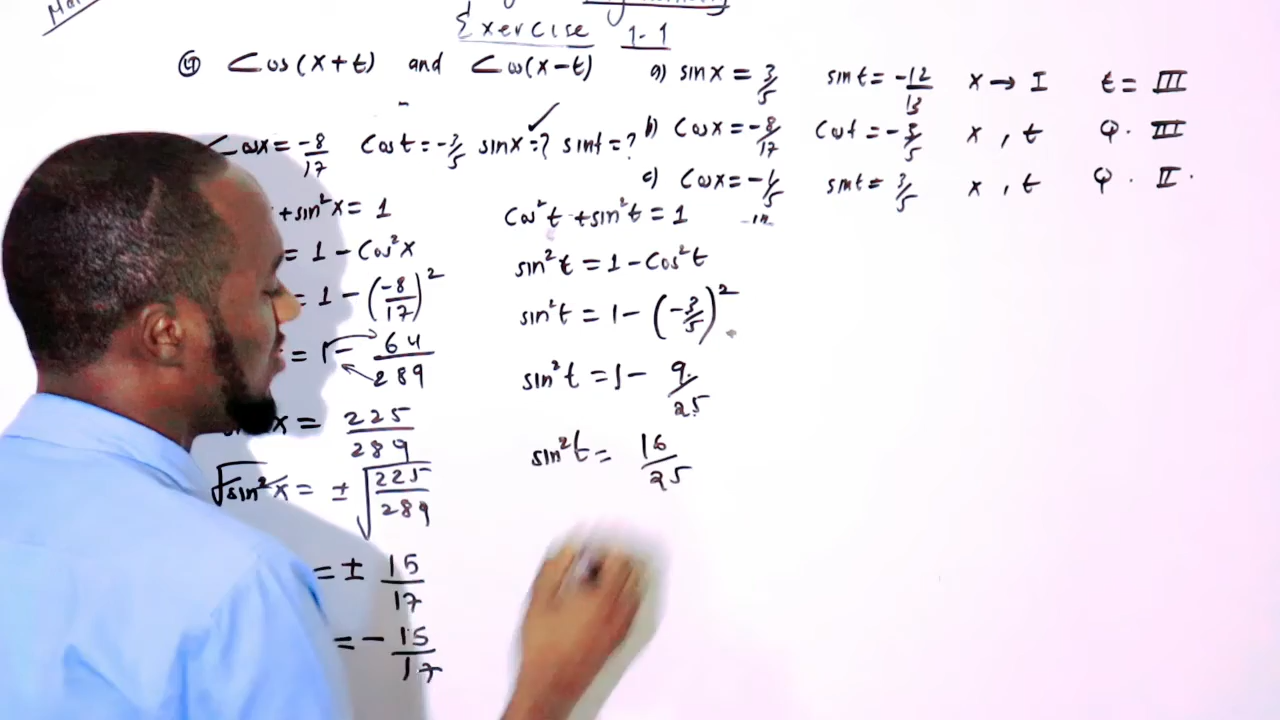 Exercise 1-1
④ Cos(x+t) and Cos(x-t)
a) sinx = 3/5 sint = -12/13 x → I t = III
b) Cosx = -8/17 Cost = -3/5 x , t Q. III
c) Cosx = -1/5 sint = 3/5 x , t Q. II.
Cosx = -8/17 Cost = -3/5 sinx =? sint =?
+sin²x = 1
= 1 - Cos²x
= 1 - (-8/17)²
= 1 - 64/289
x = 225/289
√sin²x = ± √225/289
= ± 15/17
= - 15/17
Cos²t + sin²t = 1
sin²t = 1 - Cos²t
sin²t = 1 - (-3/5)²
sin²t = 1 - 9/25
sin²t = 16/25